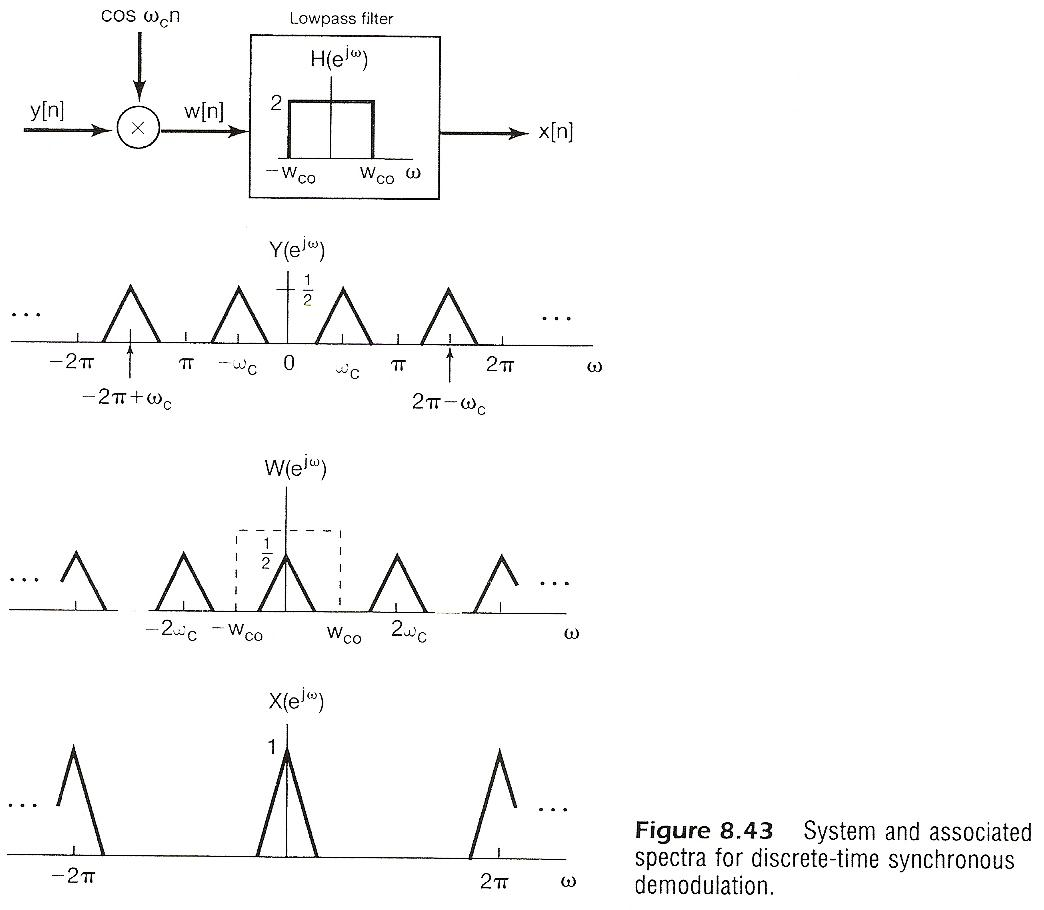 cos ω_c n
Lowpass filter
H(e^{jω})
2
y[n]
w[n]
x[n]
−w_co w_co ω
Y(e^{jω})
1/2
... ...
−2π π −ω_c 0 ω_c π 2π ω
−2π+ω_c 2π−ω_c
W(e^{jω})
1/2
... ...
−2ω_c −w_co w_co 2ω_c ω
X(e^{jω})
1
... ...
−2π 2π ω
Figure 8.43 System and associated
spectra for discrete-time synchronous
demodulation.